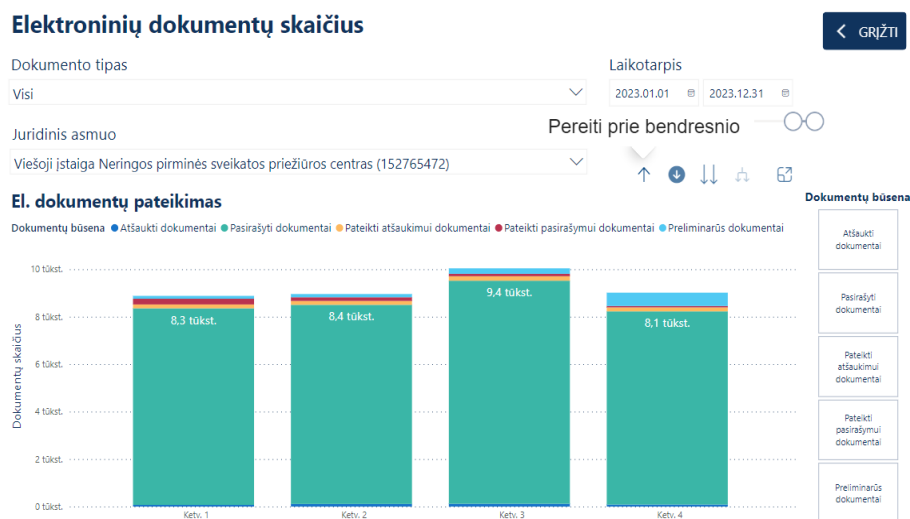 Elektroninių dokumentų skaičius
GRĮŽTI
Dokumento tipas
Laikotarpis
Visi
2023.01.01
2023.12.31
Juridinis asmuo
Pereiti prie bendresnio
Viešoji įstaiga Neringos pirminės sveikatos priežiūros centras (152765472)
El. dokumentų pateikimas
Dokumentų būsena
Dokumentų būsena Atšaukti dokumentai Pasirašyti dokumentai Pateikti atšaukimui dokumentai Pateikti pasirašymui dokumentai Preliminarūs dokumentai
Dokumentų skaičius
10 tūkst.
8 tūkst.
6 tūkst.
4 tūkst.
2 tūkst.
0 tūkst.
8,3 tūkst.
8,4 tūkst.
9,4 tūkst.
8,1 tūkst.
Ketv. 1
Ketv. 2
Ketv. 3
Ketv. 4
Atšaukti
dokumentai
Pasirašyti
dokumentai
Pateikti
atšaukimui
dokumentai
Pateikti
pasirašymui
dokumentai
Preliminarūs
dokumentai